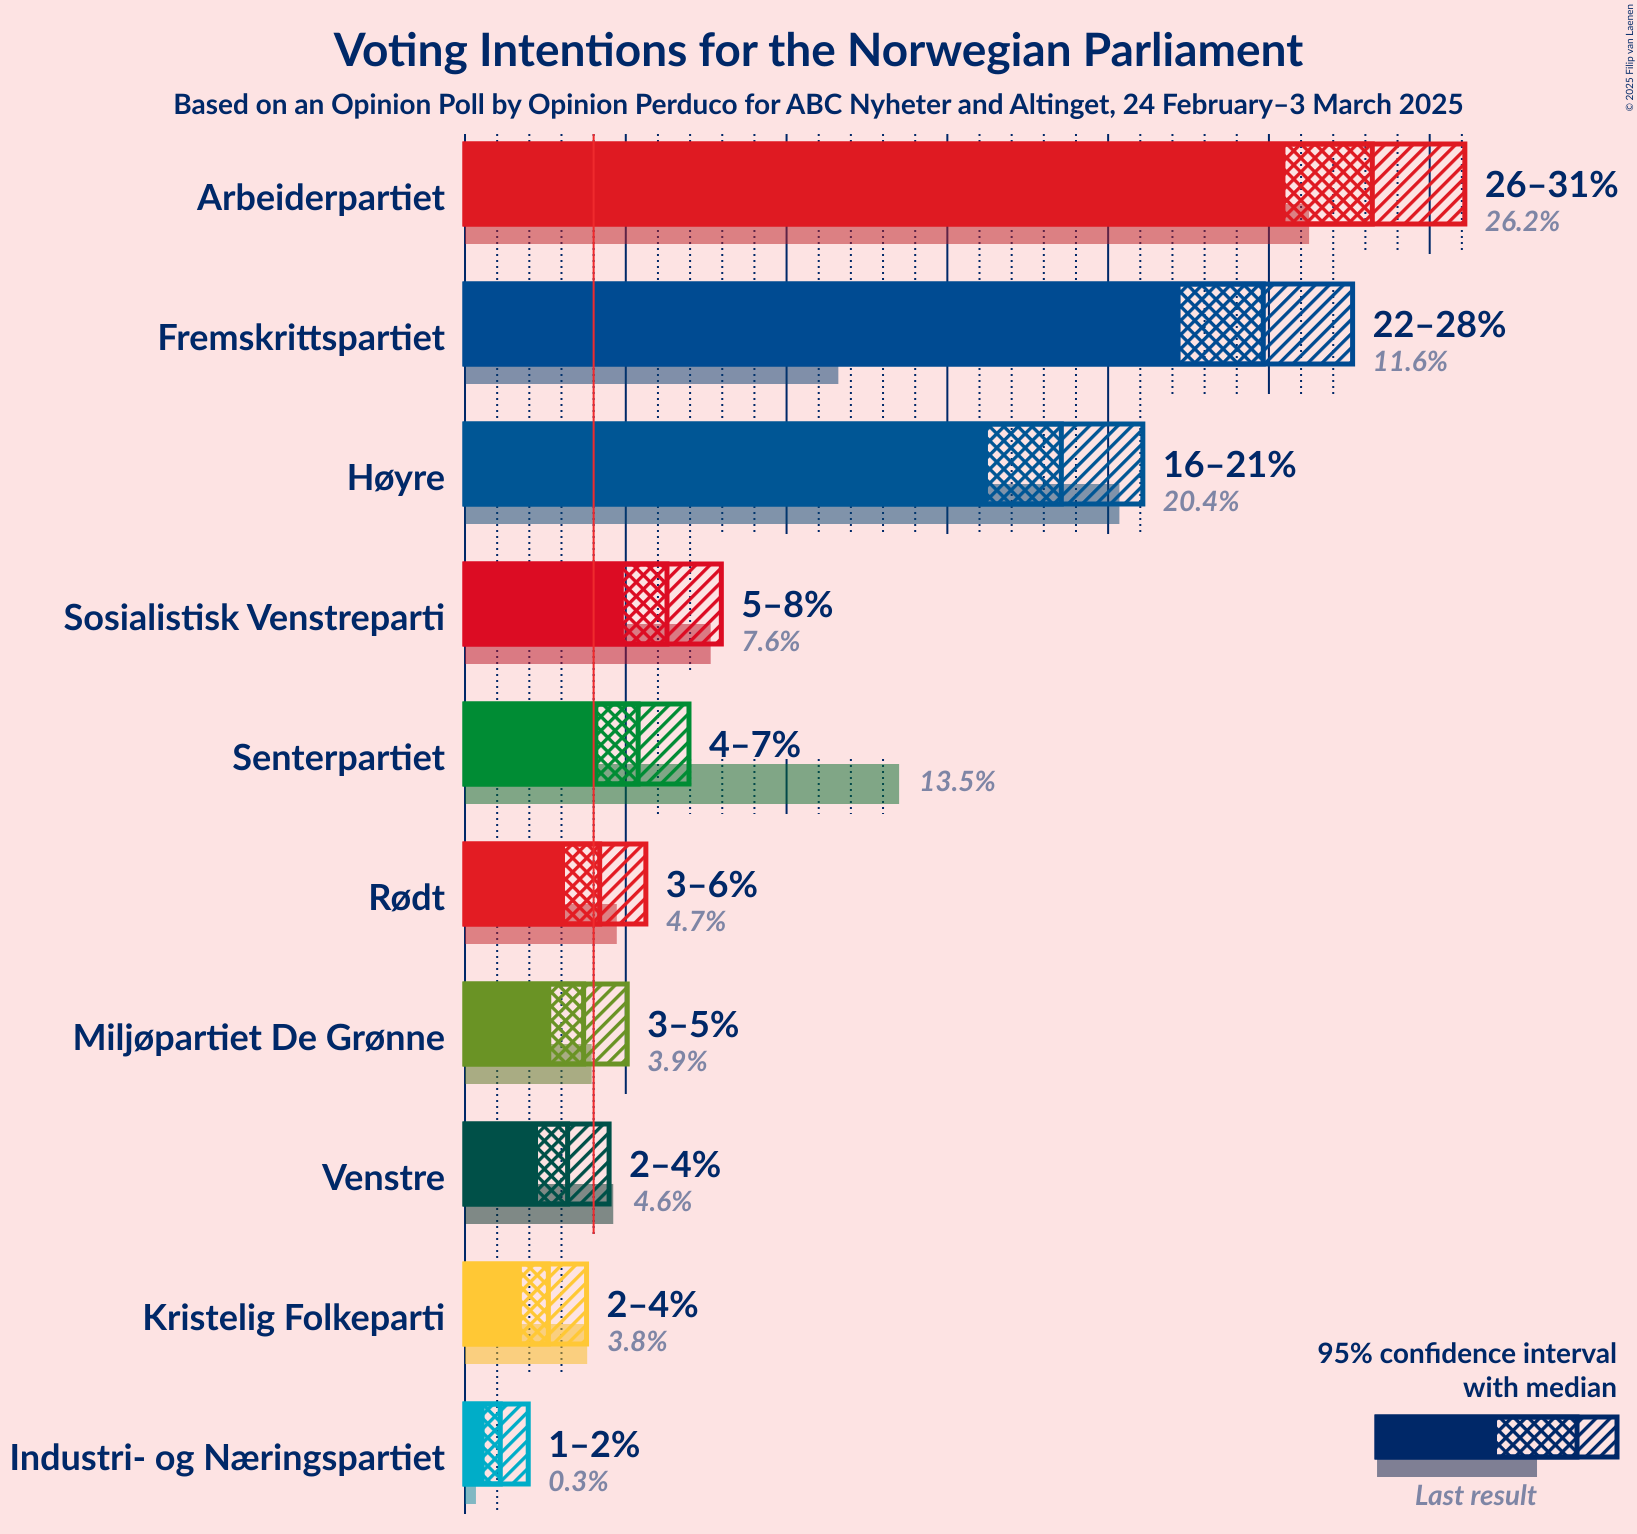 Voting Intentions for the Norwegian Parliament
Based on an Opinion Poll by Opinion Perduco for ABC Nyheter and Altinget, 24 February–3 March 2025
© 2025 Filip van Laenen
Arbeiderpartiet
26–31%
26.2%
Fremskrittspartiet
22–28%
11.6%
Høyre
16–21%
20.4%
Sosialistisk Venstreparti
5–8%
7.6%
Senterpartiet
4–7%
13.5%
Rødt
3–6%
4.7%
Miljøpartiet De Grønne
3–5%
3.9%
Venstre
2–4%
4.6%
Kristelig Folkeparti
2–4%
3.8%
Industri- og Næringspartiet
1–2%
0.3%
95% confidence interval
with median
Last result